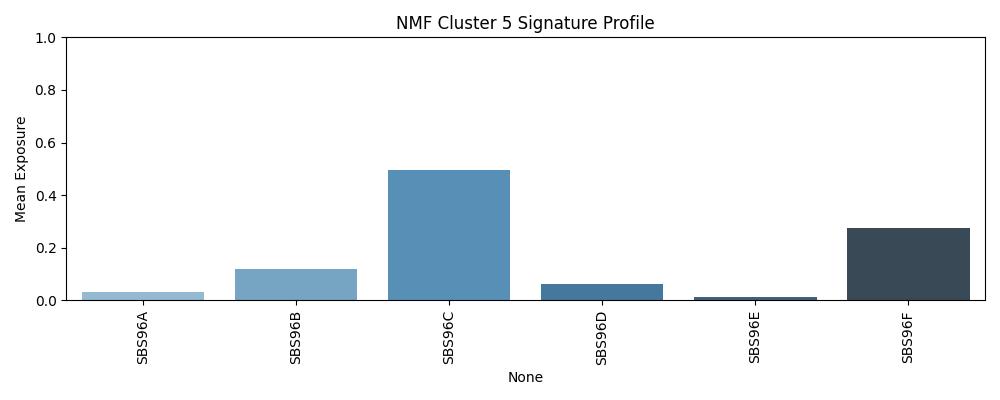 NMF Cluster 5 Signature Profile
Mean Exposure
1.0
0.8
0.6
0.4
0.2
0.0
SBS96A
SBS96B
SBS96C
SBS96D
SBS96E
SBS96F
None